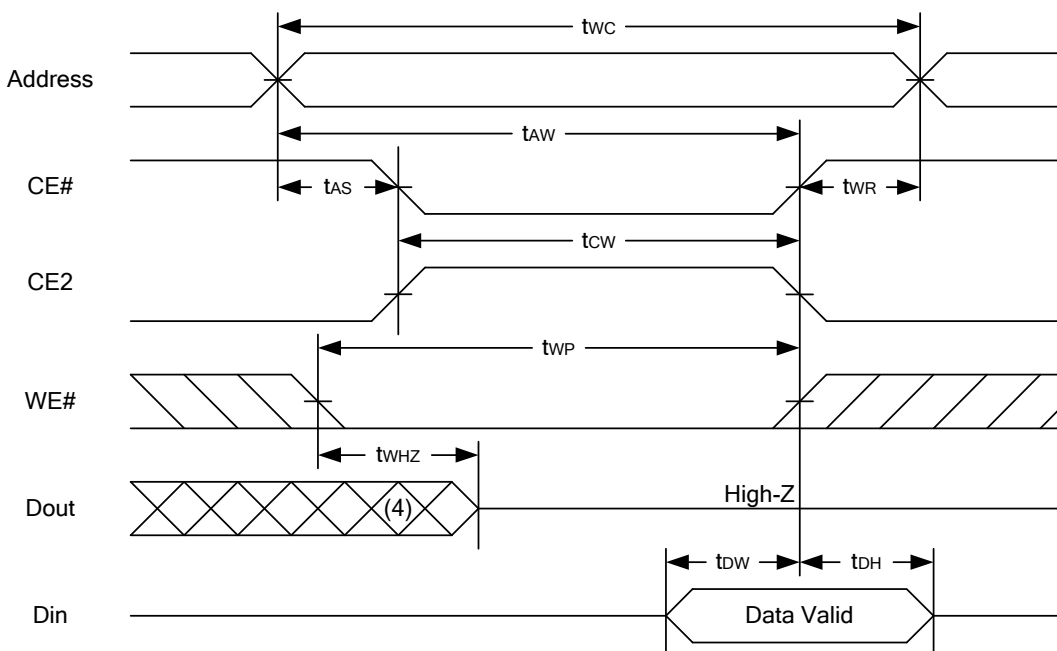 tWC
Address
tAW
CE#
tAS
tWR
tCW
CE2
tWP
WE#
tWHZ
Dout
(4)
High-Z
tDW
tDH
Din
Data Valid